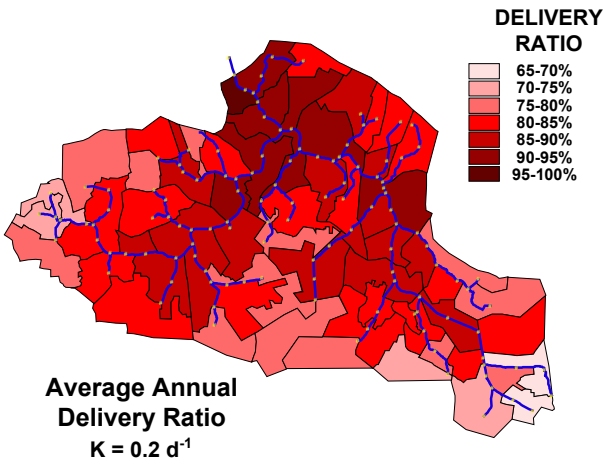 DELIVERY
RATIO
65-70%
70-75%
75-80%
80-85%
85-90%
90-95%
95-100%
Average Annual
Delivery Ratio
K = 0.2 d⁻¹